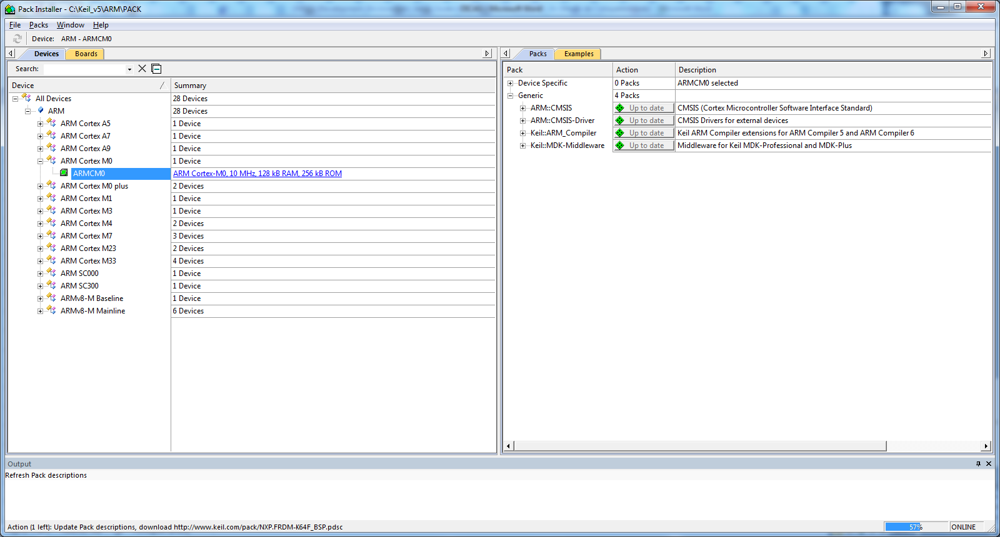 Pack Installer - C:\Keil_v5\ARM\PACK
File Packs Window Help
Device: ARM - ARMCM0
Devices Boards
Search:
Device Summary
All Devices 28 Devices
ARM 28 Devices
ARM Cortex A5 1 Device
ARM Cortex A7 1 Device
ARM Cortex A9 1 Device
ARM Cortex M0 1 Device
ARMCM0 ARM Cortex-M0, 10 MHz, 128 kB RAM, 256 kB ROM
ARM Cortex M0 plus 2 Devices
ARM Cortex M1 1 Device
ARM Cortex M3 1 Device
ARM Cortex M4 2 Devices
ARM Cortex M7 3 Devices
ARM Cortex M23 2 Devices
ARM Cortex M33 4 Devices
ARM SC000 1 Device
ARM SC300 1 Device
ARMv8-M Baseline 1 Device
ARMv8-M Mainline 6 Devices
Packs Examples
Pack Action Description
Device Specific 0 Packs ARMCM0 selected
Generic 4 Packs
ARM::CMSIS Up to date CMSIS (Cortex Microcontroller Software Interface Standard)
ARM::CMSIS-Driver Up to date CMSIS Drivers for external devices
Keil::ARM_Compiler Up to date Keil ARM Compiler extensions for ARM Compiler 5 and ARM Compiler 6
Keil::MDK-Middleware Up to date Middleware for Keil MDK-Professional and MDK-Plus
Output
Refresh Pack descriptions
Action (1 left): Update Pack descriptions, download http://www.keil.com/pack/NXP.FRDM-K64F_BSP.pdsc 57% ONLINE